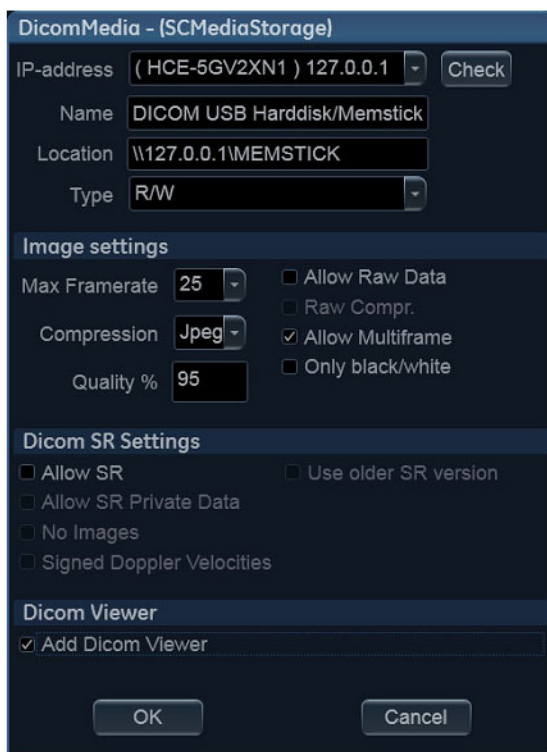 DicomMedia - (SCMediaStorage)
IP-address ( HCE-5GV2XN1 ) 127.0.0.1 Check
Name DICOM USB Harddisk/Memstick
Location \\127.0.0.1\MEMSTICK
Type R/W
Image settings
Max Framerate 25 Allow Raw Data
Raw Compr.
Compression Jpeg Allow Multiframe
Quality % 95 Only black/white
Dicom SR Settings
Allow SR Use older SR version
Allow SR Private Data
No Images
Signed Doppler Velocities
Dicom Viewer
Add Dicom Viewer
OK Cancel